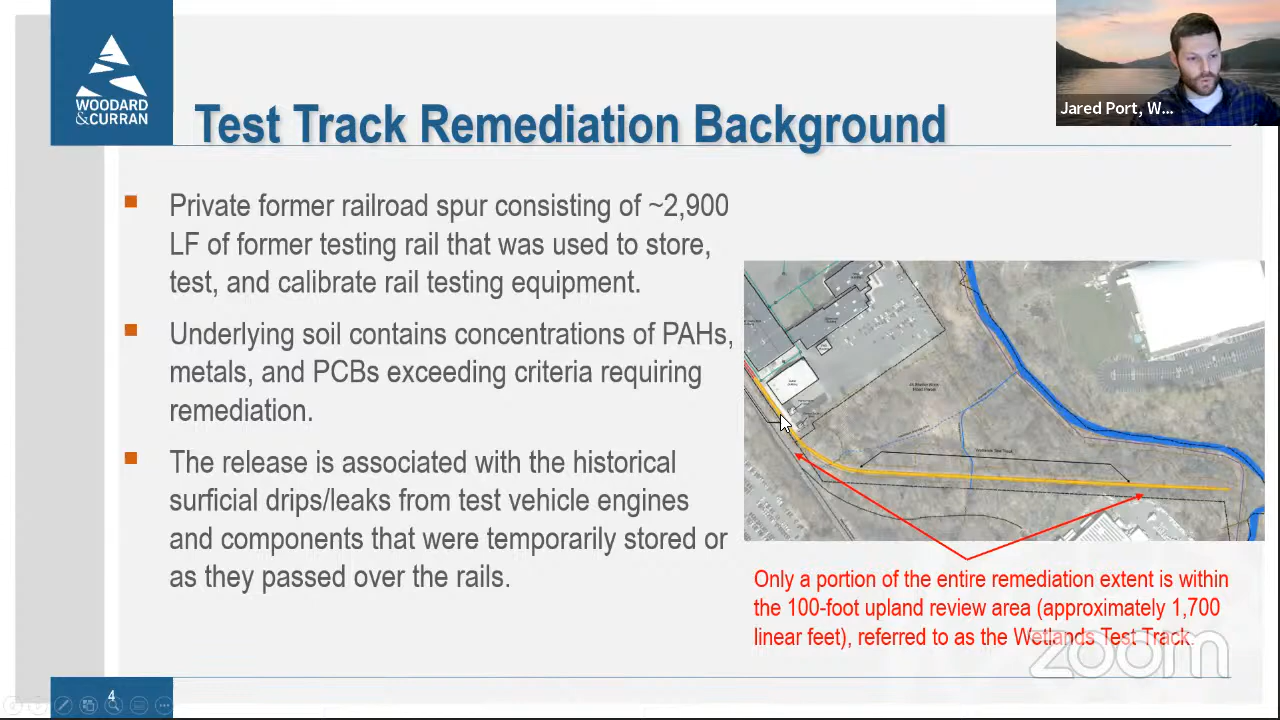 WOODARD
&CURRAN
Test Track Remediation Background
Jared Port, W...
Private former railroad spur consisting of ~2,900
LF of former testing rail that was used to store,
test, and calibrate rail testing equipment.
Underlying soil contains concentrations of PAHs,
metals, and PCBs exceeding criteria requiring
remediation.
The release is associated with the historical
surficial drips/leaks from test vehicle engines
and components that were temporarily stored or
as they passed over the rails.
Wetlands Test Track
Only a portion of the entire remediation extent is within
the 100-foot upland review area (approximately 1,700
linear feet), referred to as the Wetlands Test Track.
zoom
4